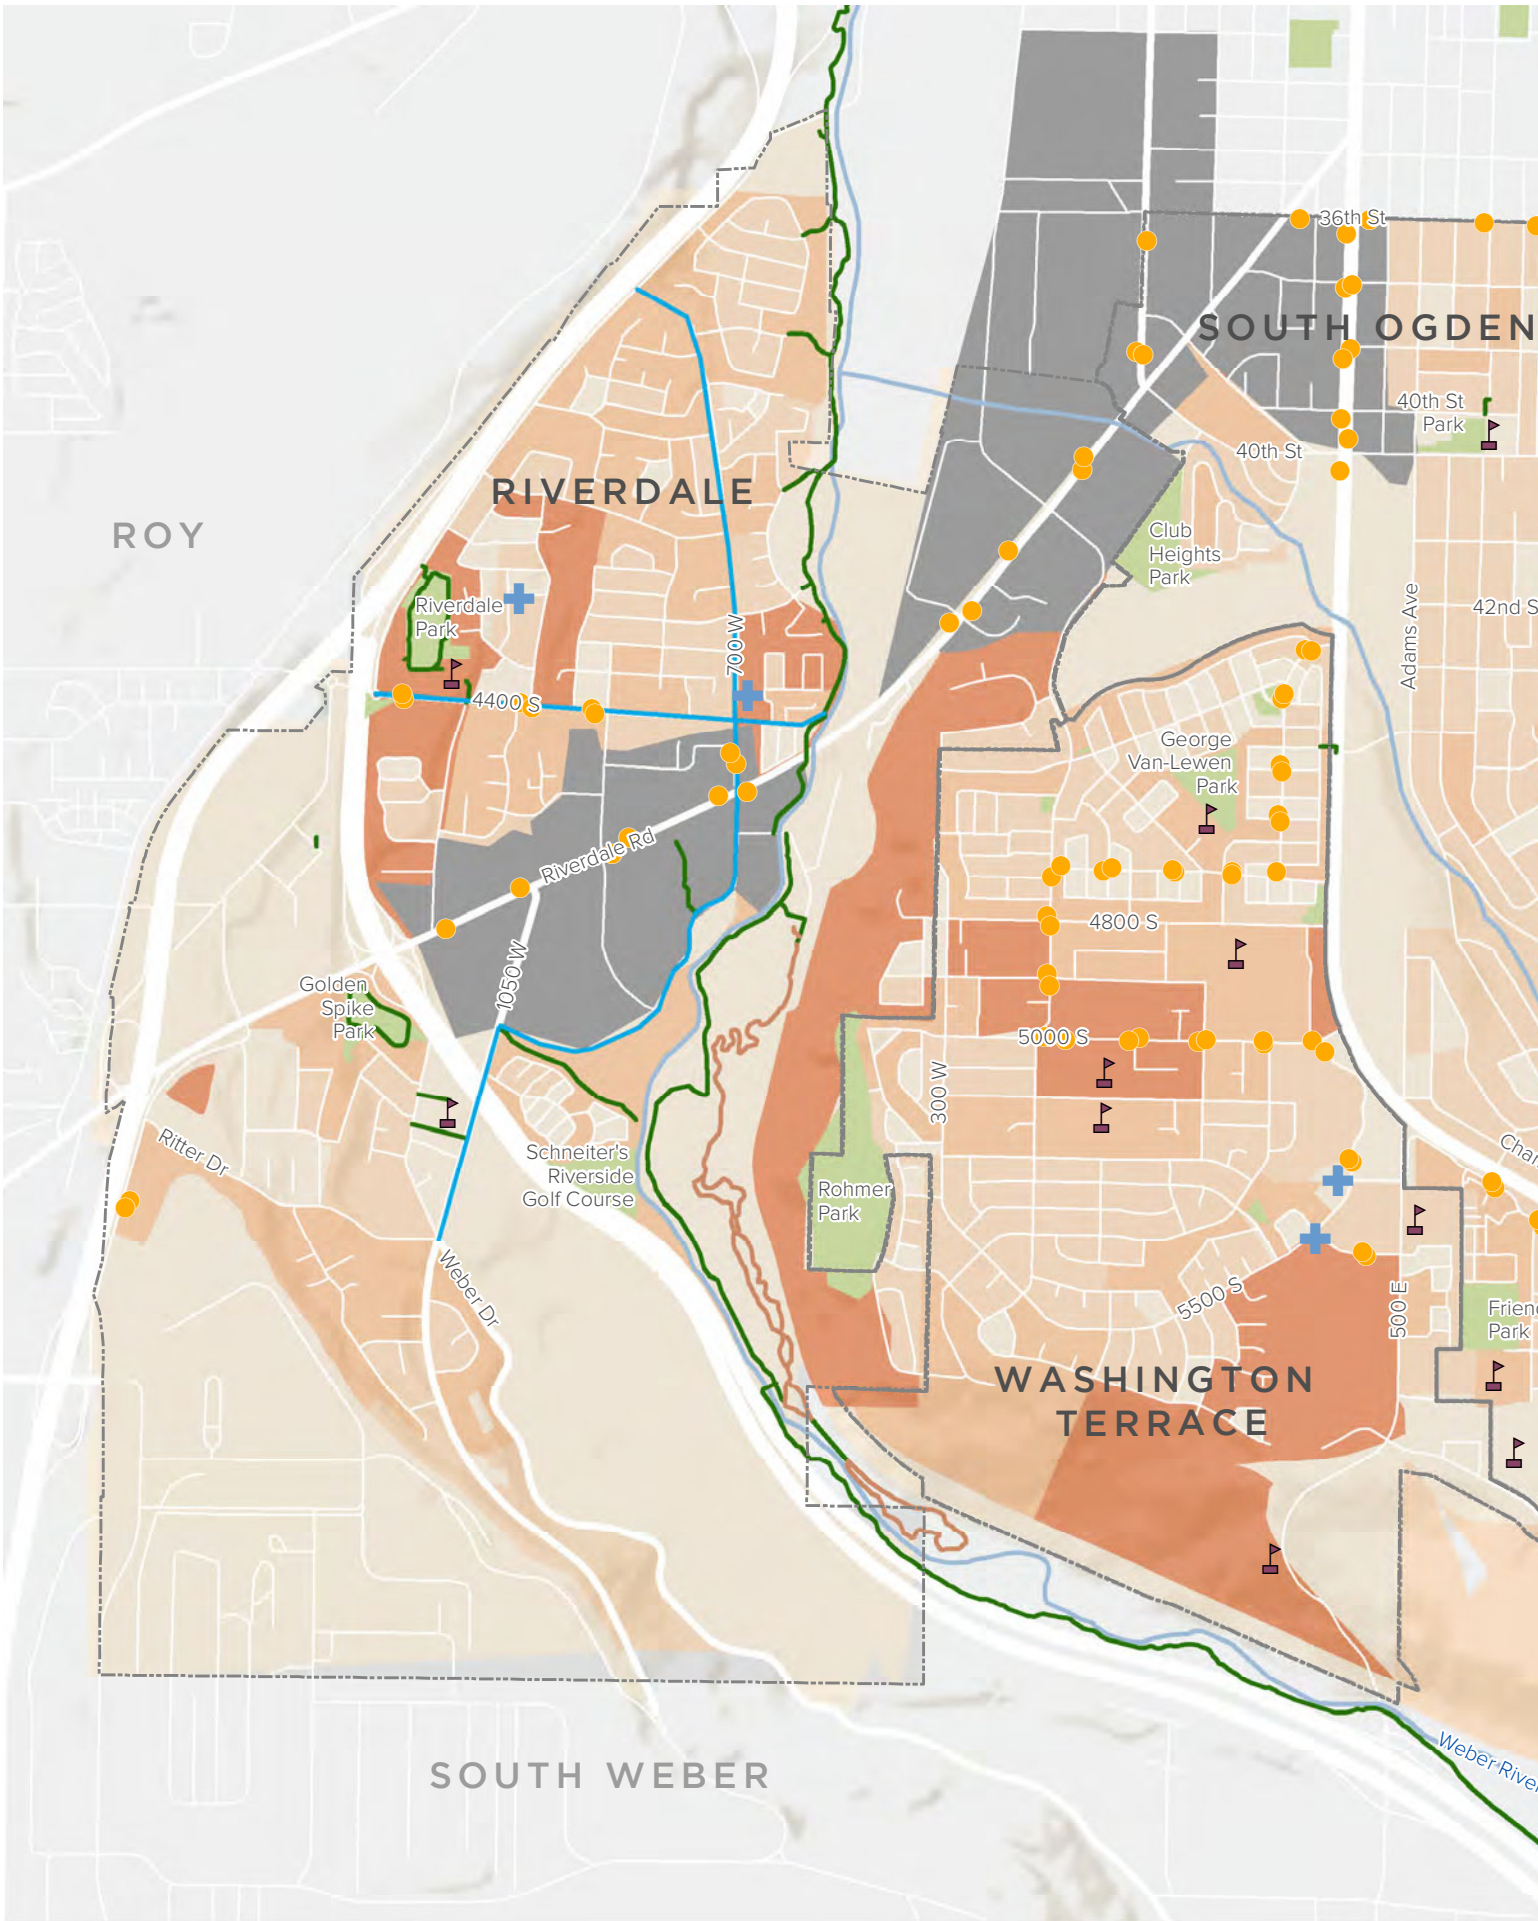 36th St
SOUTH OGDEN
40th St
Park
40th St
RIVERDALE
ROY
Club
Heights
Park
Adams Ave
42nd S
Riverdale
Park
700 W
4400 S
George
Van-Lewen
Park
Riverdale Rd
4800 S
1050 W
Golden
Spike
Park
5000 S
300 W
Ritter Dr
Schneiter's
Riverside
Golf Course
Char
Rohmer
Park
Weber Dr
5500 S
500 E
Frien
Park
WASHINGTON
TERRACE
SOUTH WEBER
Weber River